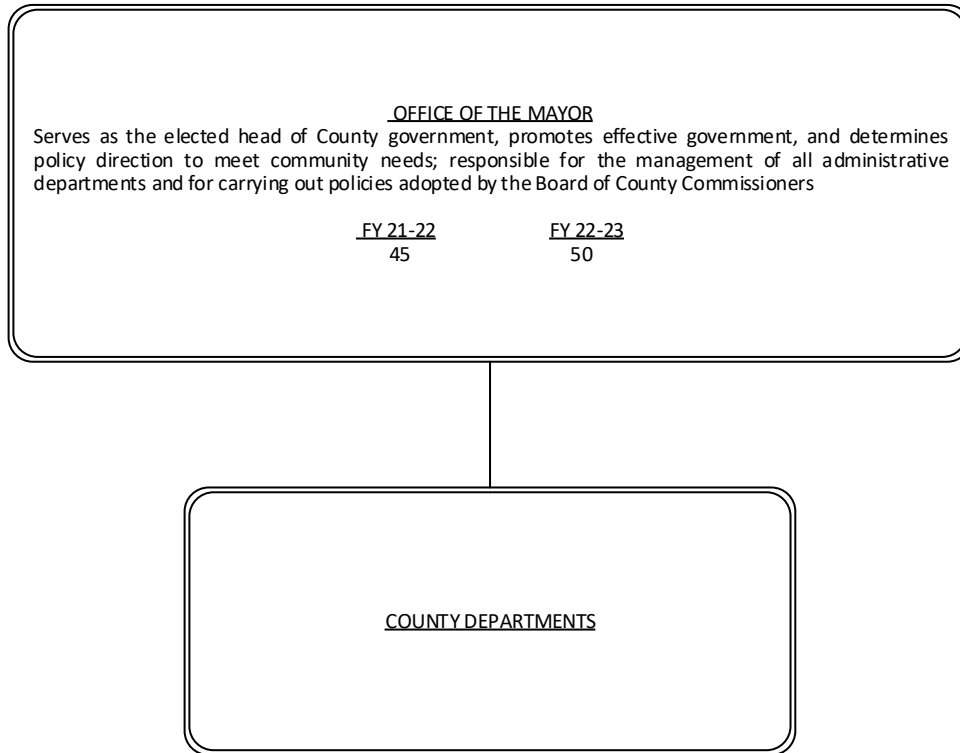 OFFICE OF THE MAYOR
Serves as the elected head of County government, promotes effective government, and determines
policy direction to meet community needs; responsible for the management of all administrative
departments and for carrying out policies adopted by the Board of County Commissioners
FY 21-22 FY 22-23
45 50
COUNTY DEPARTMENTS